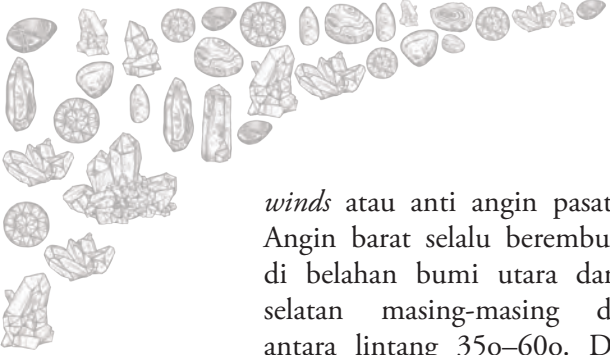 winds atau anti angin pasat
Angin barat selalu berembu
di belahan bumi utara dan
selatan masing-masing d
antara lintang 35o–60o. D